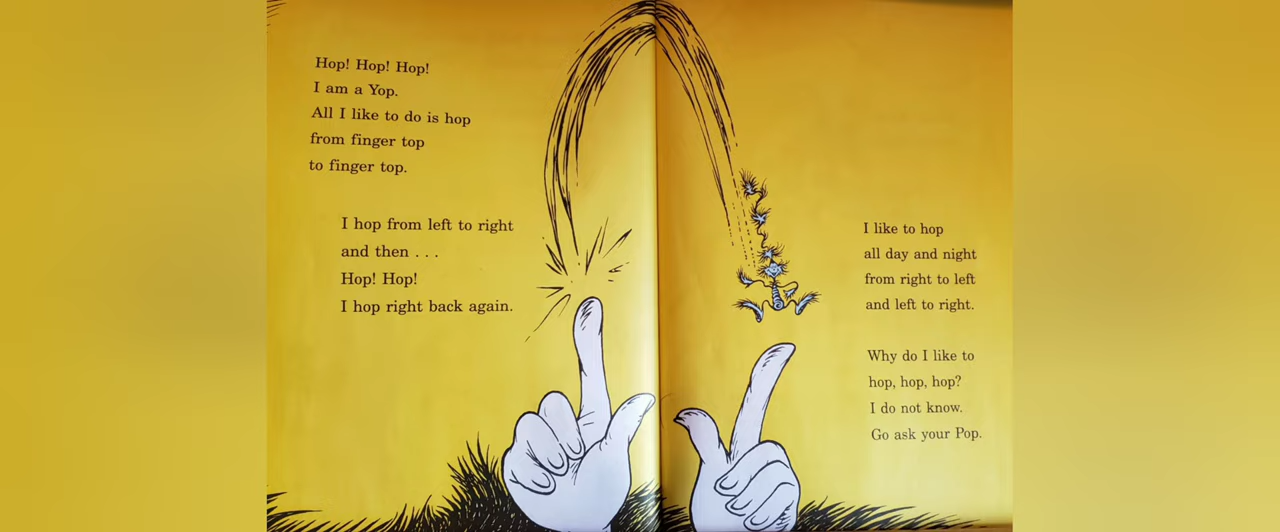 Hop! Hop! Hop!
I am a Yop.
All I like to do is hop
from finger top
to finger top.
I hop from left to right
and then . . .
Hop! Hop!
I hop right back again.
I like to hop
all day and night
from right to left
and left to right.
Why do I like to
hop, hop, hop?
I do not know.
Go ask your Pop.